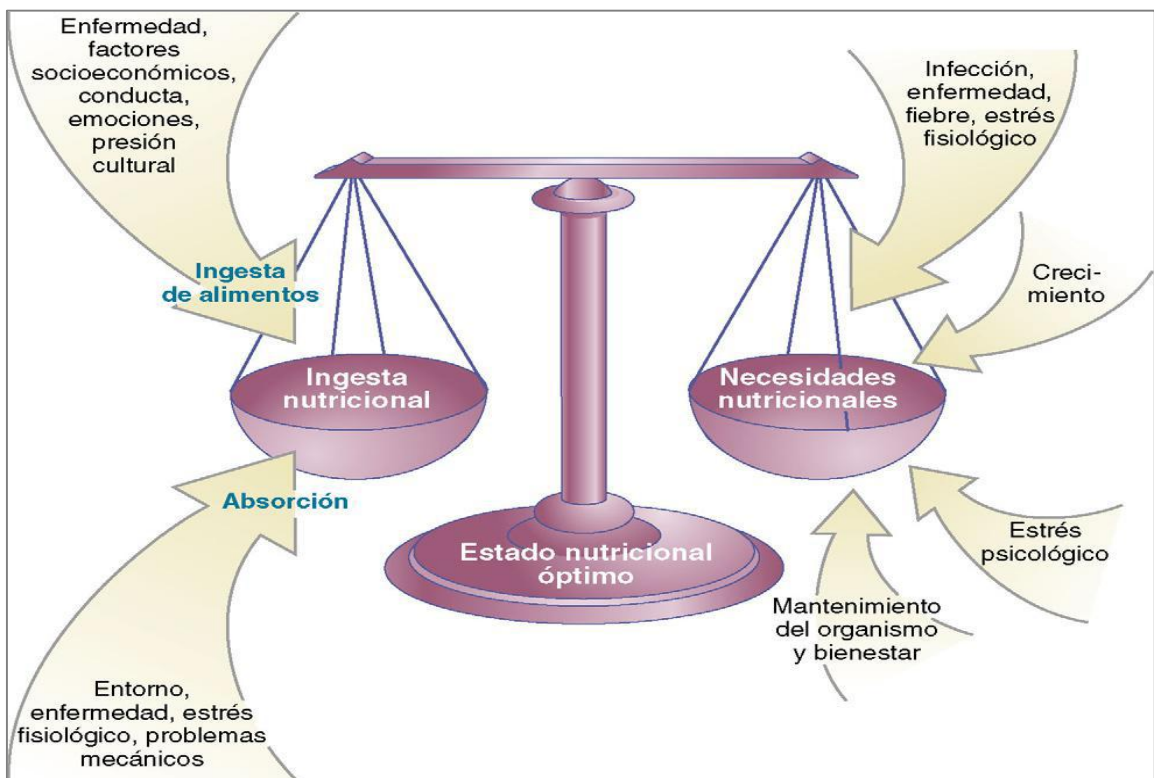 Enfermedad,
factores
socioeconómicos,
conducta,
emociones,
presión
cultural
Ingesta
de alimentos
Ingesta
nutricional
Absorción
Entorno,
enfermedad, estrés
fisiológico, problemas
mecánicos
Estado nutricional
óptimo
Infección,
enfermedad,
fiebre, estrés
fisiológico
Creci-
miento
Necesidades
nutricionales
Estrés
psicológico
Mantenimiento
del organismo
y bienestar